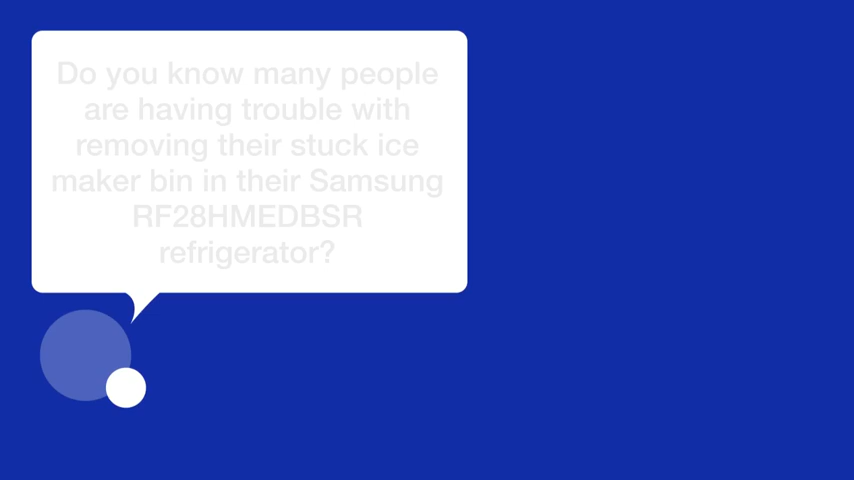 Do you know many people
are having trouble with
removing their stuck ice
maker bin in their Samsung
RF28HMEDBSR
refrigerator?